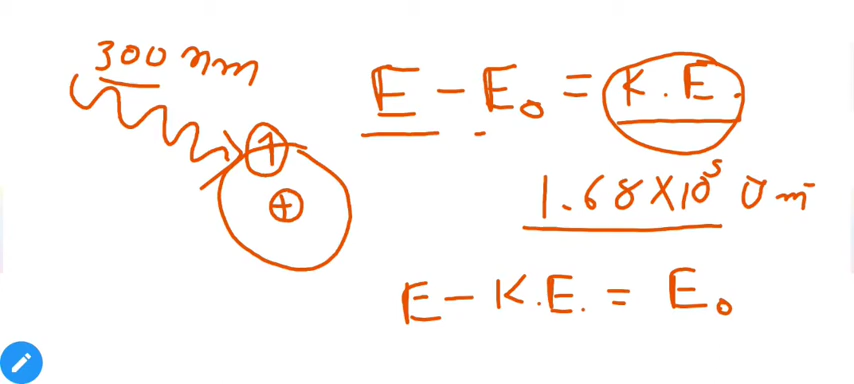 300 nm
E - E₀ = K.E.
↑
+
1.68 × 10⁵
E - K.E. = E₀